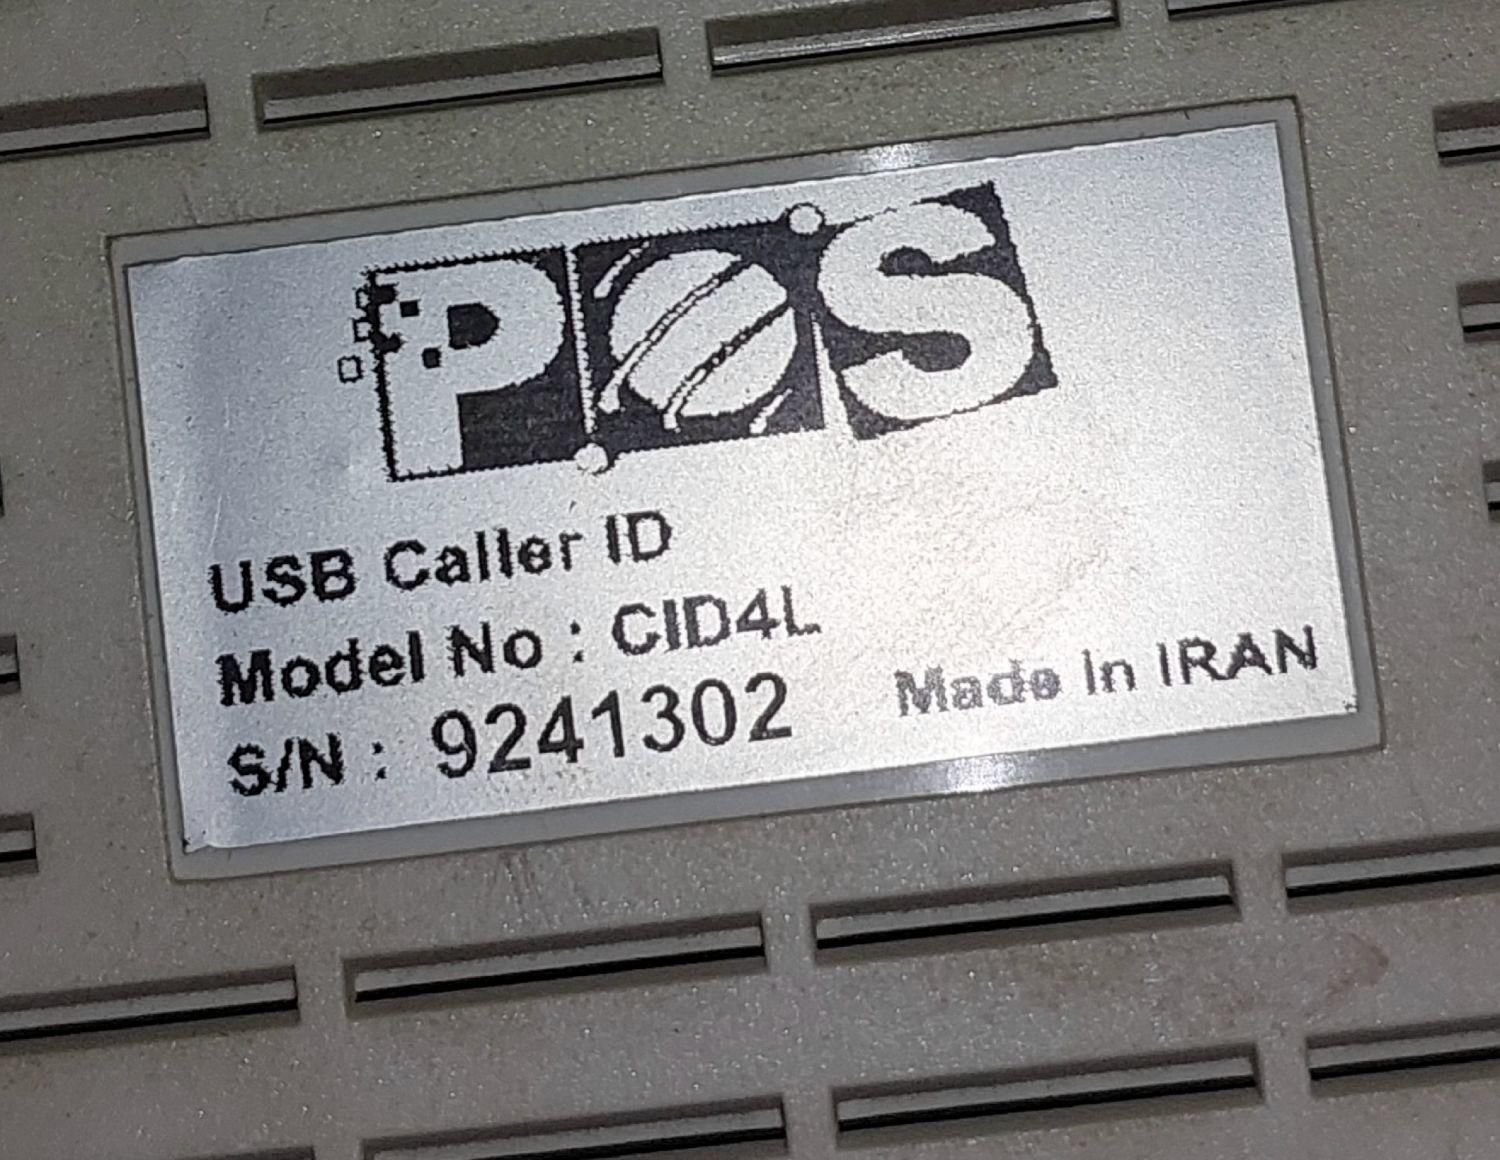 POS
USB Caller ID
Model No : CID4L
S/N : 9241302
Made in IRAN